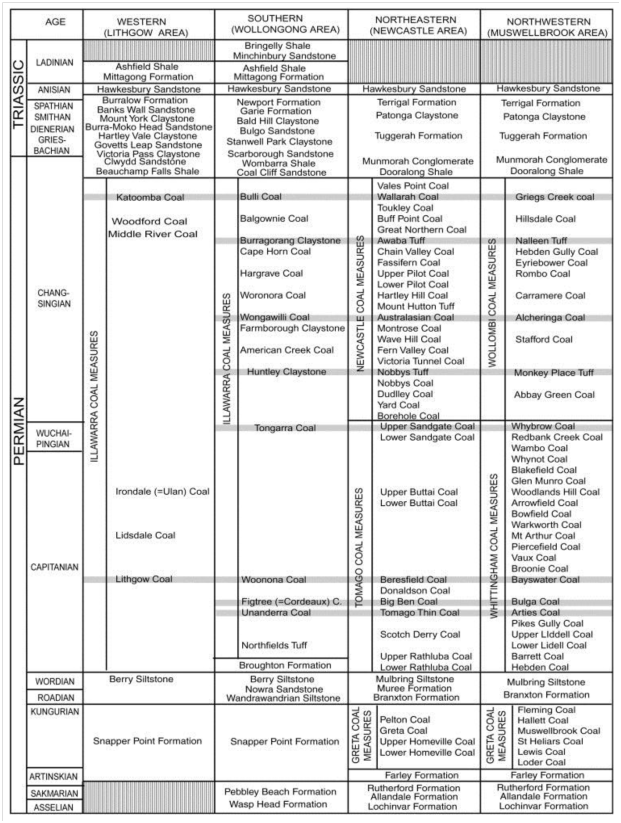 AGE
WESTERN
(LITHGOW AREA)
SOUTHERN
(WOLLONGONG AREA)
NORTHEASTERN
(NEWCASTLE AREA)
NORTHWESTERN
(MUSWELLBROOK AREA)
TRIASSIC
PERMIAN
LADINIAN
ANISIAN
SPATHIAN
SMITHAN
DIENERIAN
GRIES-
BACHIAN
CHANG-
SINGIAN
WUCHAI-
PINGIAN
CAPITANIAN
WORDIAN
ROADIAN
KUNGURIAN
ARTINSKIAN
SAKMARIAN
ASSELIAN
Ashfield Shale
Mittagong Formation
Hawkesbury Sandstone
Burralow Formation
Banks Wall Sandstone
Mount York Claystone
Burra-Moko Head Sandstone
Hartley Vale Claystone
Govetts Leap Sandstone
Victoria Pass Claystone
Clwydd Sandstone
Beauchamp Falls Shale
ILLAWARRA COAL MEASURES
Katoomba Coal
Woodford Coal
Middle River Coal
Irondale (=Ulan) Coal
Lidsdale Coal
Lithgow Coal
Berry Siltstone
Snapper Point Formation
Bringelly Shale
Minchinbury Sandstone
Ashfield Shale
Mittagong Formation
Hawkesbury Sandstone
Newport Formation
Garie Formation
Bald Hill Claystone
Bulgo Sandstone
Stanwell Park Claystone
Scarborough Sandstone
Wombarra Shale
Coal Cliff Sandstone
ILLAWARRA COAL MEASURES
Bulli Coal
Balgownie Coal
Burragorang Claystone
Cape Horn Coal
Hargrave Coal
Woronora Coal
Wongawilli Coal
Farmborough Claystone
American Creek Coal
Huntley Claystone
Tongarra Coal
Woonona Coal
Figtree (=Cordeaux) C.
Unanderra Coal
Northfields Tuff
Broughton Formation
Berry Siltstone
Nowra Sandstone
Wandrawandrian Siltstone
Snapper Point Formation
Pebbley Beach Formation
Wasp Head Formation
Hawkesbury Sandstone
Terrigal Formation
Patonga Claystone
Tuggerah Formation
Munmorah Conglomerate
Dooralong Shale
NEWCASTLE COAL MEASURES
Vales Point Coal
Wallarah Coal
Toukley Coal
Buff Point Coal
Great Northern Coal
Awaba Tuff
Chain Valley Coal
Fassifern Coal
Upper Pilot Coal
Lower Pilot Coal
Hartley Hill Coal
Mount Hutton Tuff
Australasian Coal
Montrose Coal
Wave Hill Coal
Fern Valley Coal
Victoria Tunnel Coal
Nobbys Tuff
Nobbys Coal
Dudlley Coal
Yard Coal
Borehole Coal
TOMAGO COAL MEASURES
Upper Sandgate Coal
Lower Sandgate Coal
Upper Buttai Coal
Lower Buttai Coal
Beresfield Coal
Donaldson Coal
Big Ben Coal
Tomago Thin Coal
Scotch Derry Coal
Upper Rathluba Coal
Lower Rathluba Coal
Mulbring Siltstone
Muree Formation
Branxton Formation
GRETA COAL
MEASURES
Pelton Coal
Greta Coal
Upper Homeville Coal
Lower Homeville Coal
Farley Formation
Rutherford Formation
Allandale Formation
Lochinvar Formation
Hawkesbury Sandstone
Terrigal Formation
Patonga Claystone
Tuggerah Formation
Munmorah Conglomerate
Dooralong Shale
WOLLOMBI COAL MEASURES
Griegs Creek coal
Hillsdale Coal
Nalleen Tuff
Hebden Gully Coal
Eyriebower Coal
Rombo Coal
Carramere Coal
Alcheringa Coal
Stafford Coal
Monkey Place Tuff
Abbay Green Coal
WHITTINGHAM COAL MEASURES
Whybrow Coal
Redbank Creek Coal
Wambo Coal
Whynot Coal
Blakefield Coal
Glen Munro Coal
Woodlands Hill Coal
Arrowfield Coal
Bowfield Coal
Warkworth Coal
Mt Arthur Coal
Piercefield Coal
Vaux Coal
Broonie Coal
Bayswater Coal
Bulga Coal
Arties Coal
Pikes Gully Coal
Upper LIddell Coal
Lower Lidell Coal
Barrett Coal
Hebden Coal
Mulbring Siltstone
Branxton Formation
GRETA COAL
MEASURES
Fleming Coal
Hallett Coal
Muswellbrook Coal
St Heliars Coal
Lewis Coal
Loder Coal
Farley Formation
Rutherford Formation
Allandale Formation
Lochinvar Formation